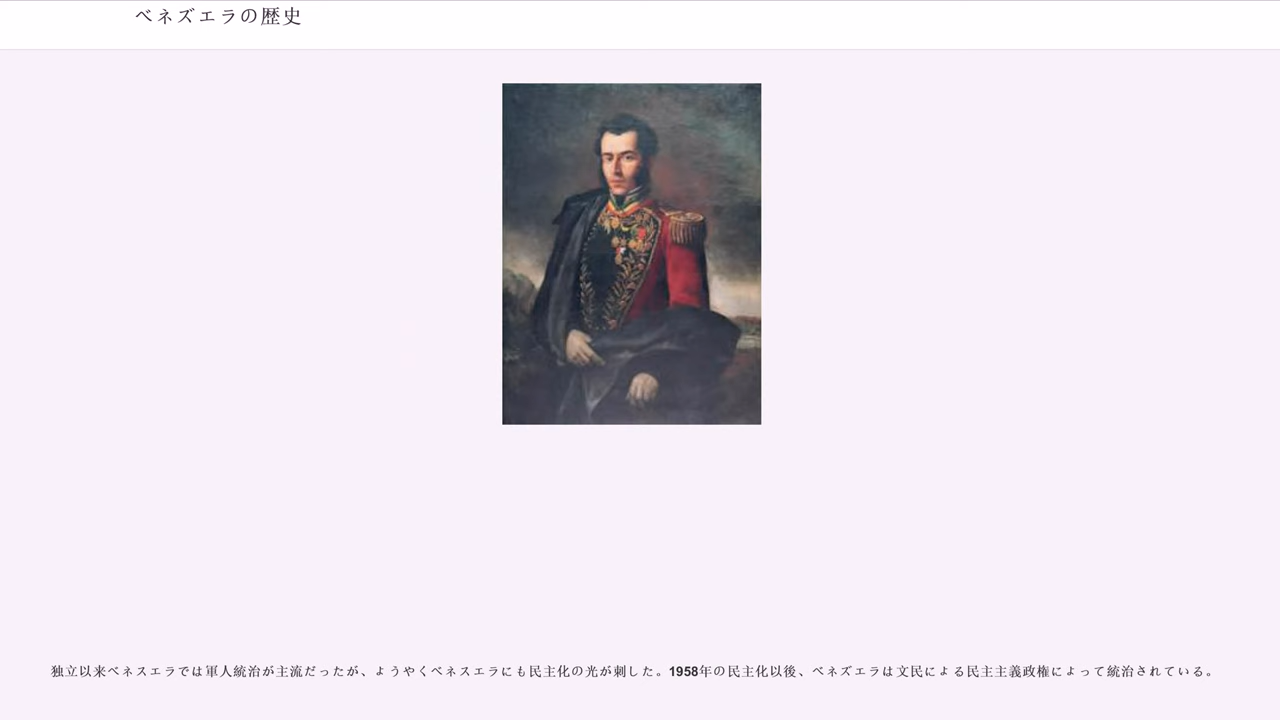 ベネズエラの歴史
独立以来ベネスエラでは軍人統治が主流だったが、ようやくベネスエラにも民主化の光が刺した。1958年の民主化以後、ベネズエラは文民による民主主義政権によって統治されている。